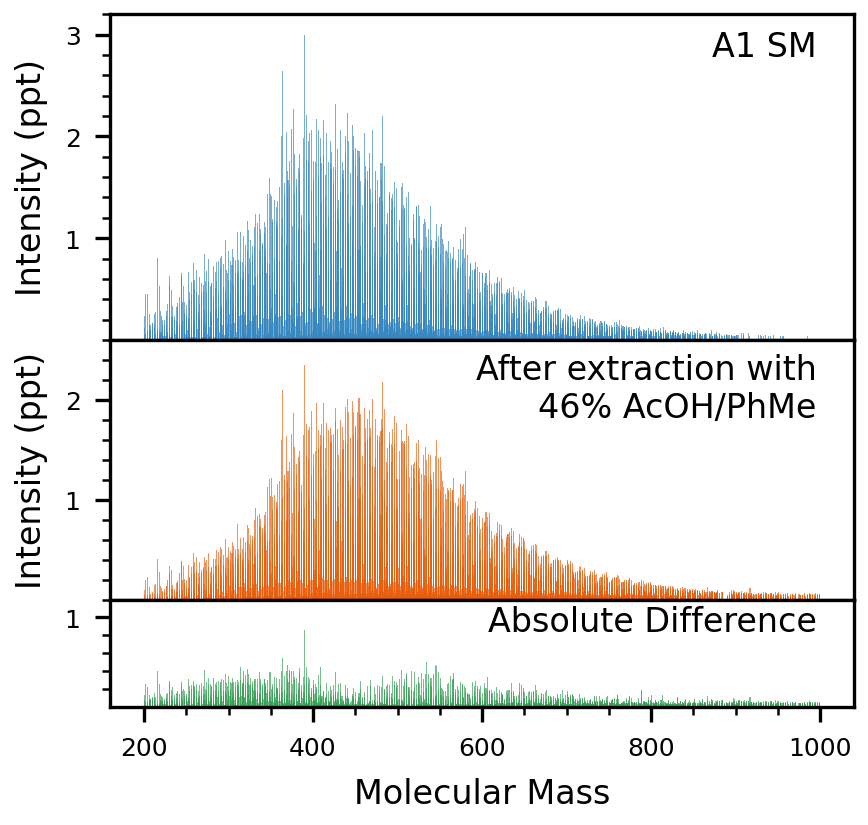 A1 SM
Intensity (ppt)
3
2
1
After extraction with
46% AcOH/PhMe
Intensity (ppt)
2
1
Absolute Difference
1
200 400 600 800 1000
Molecular Mass